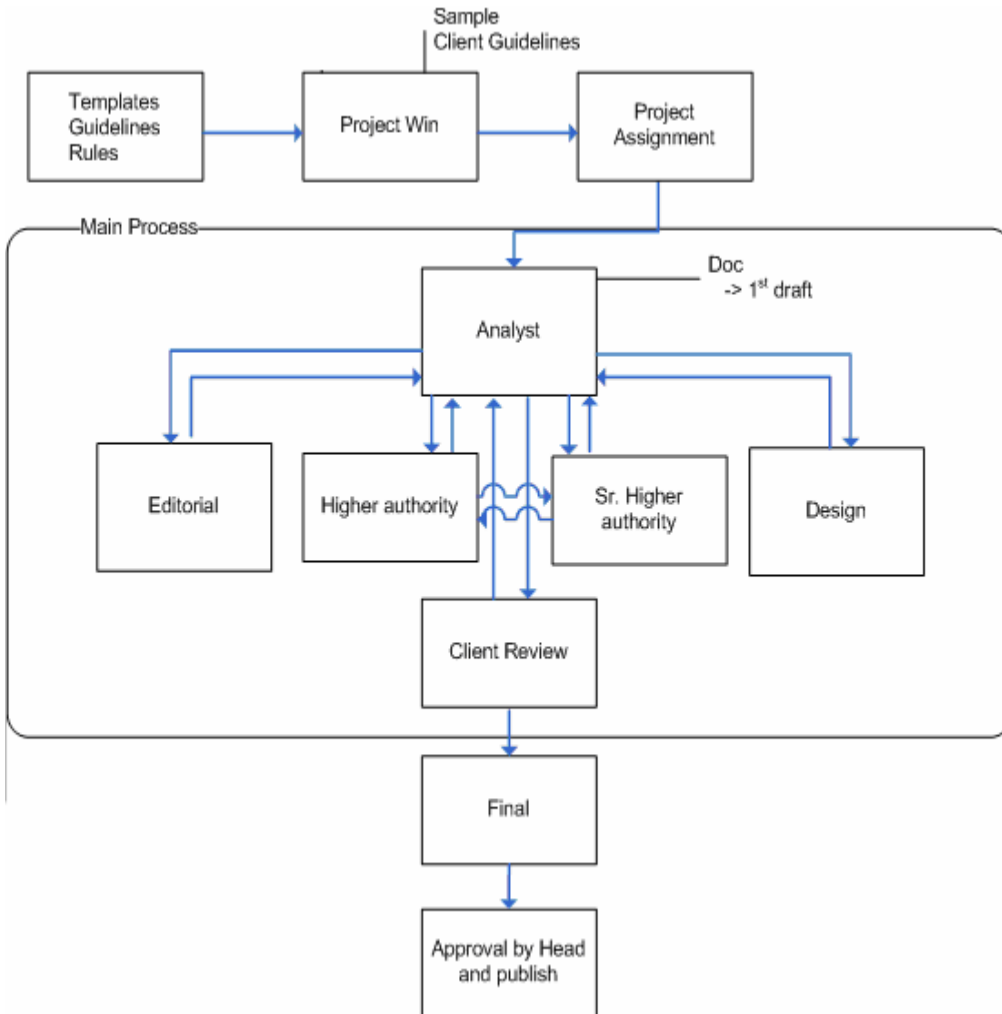 Sample
Client Guidelines
Templates
Guidelines
Rules
Project Win
Project
Assignment
Main Process
Doc
-> 1st draft
Analyst
Editorial
Higher authority
Sr. Higher
authority
Design
Client Review
Final
Approval by Head
and publish